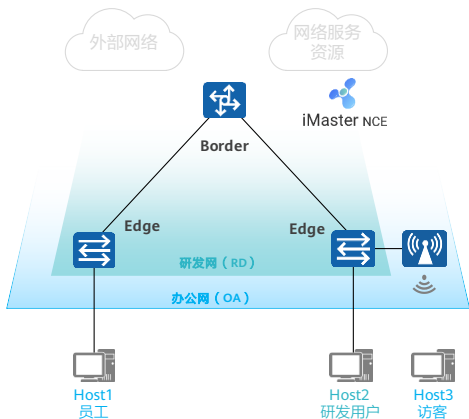 外部网络
网络服务
资源
iMaster NCE
Border
Edge
Edge
研发网（RD）
办公网（OA）
Host1
员工
Host2
研发用户
Host3
访客